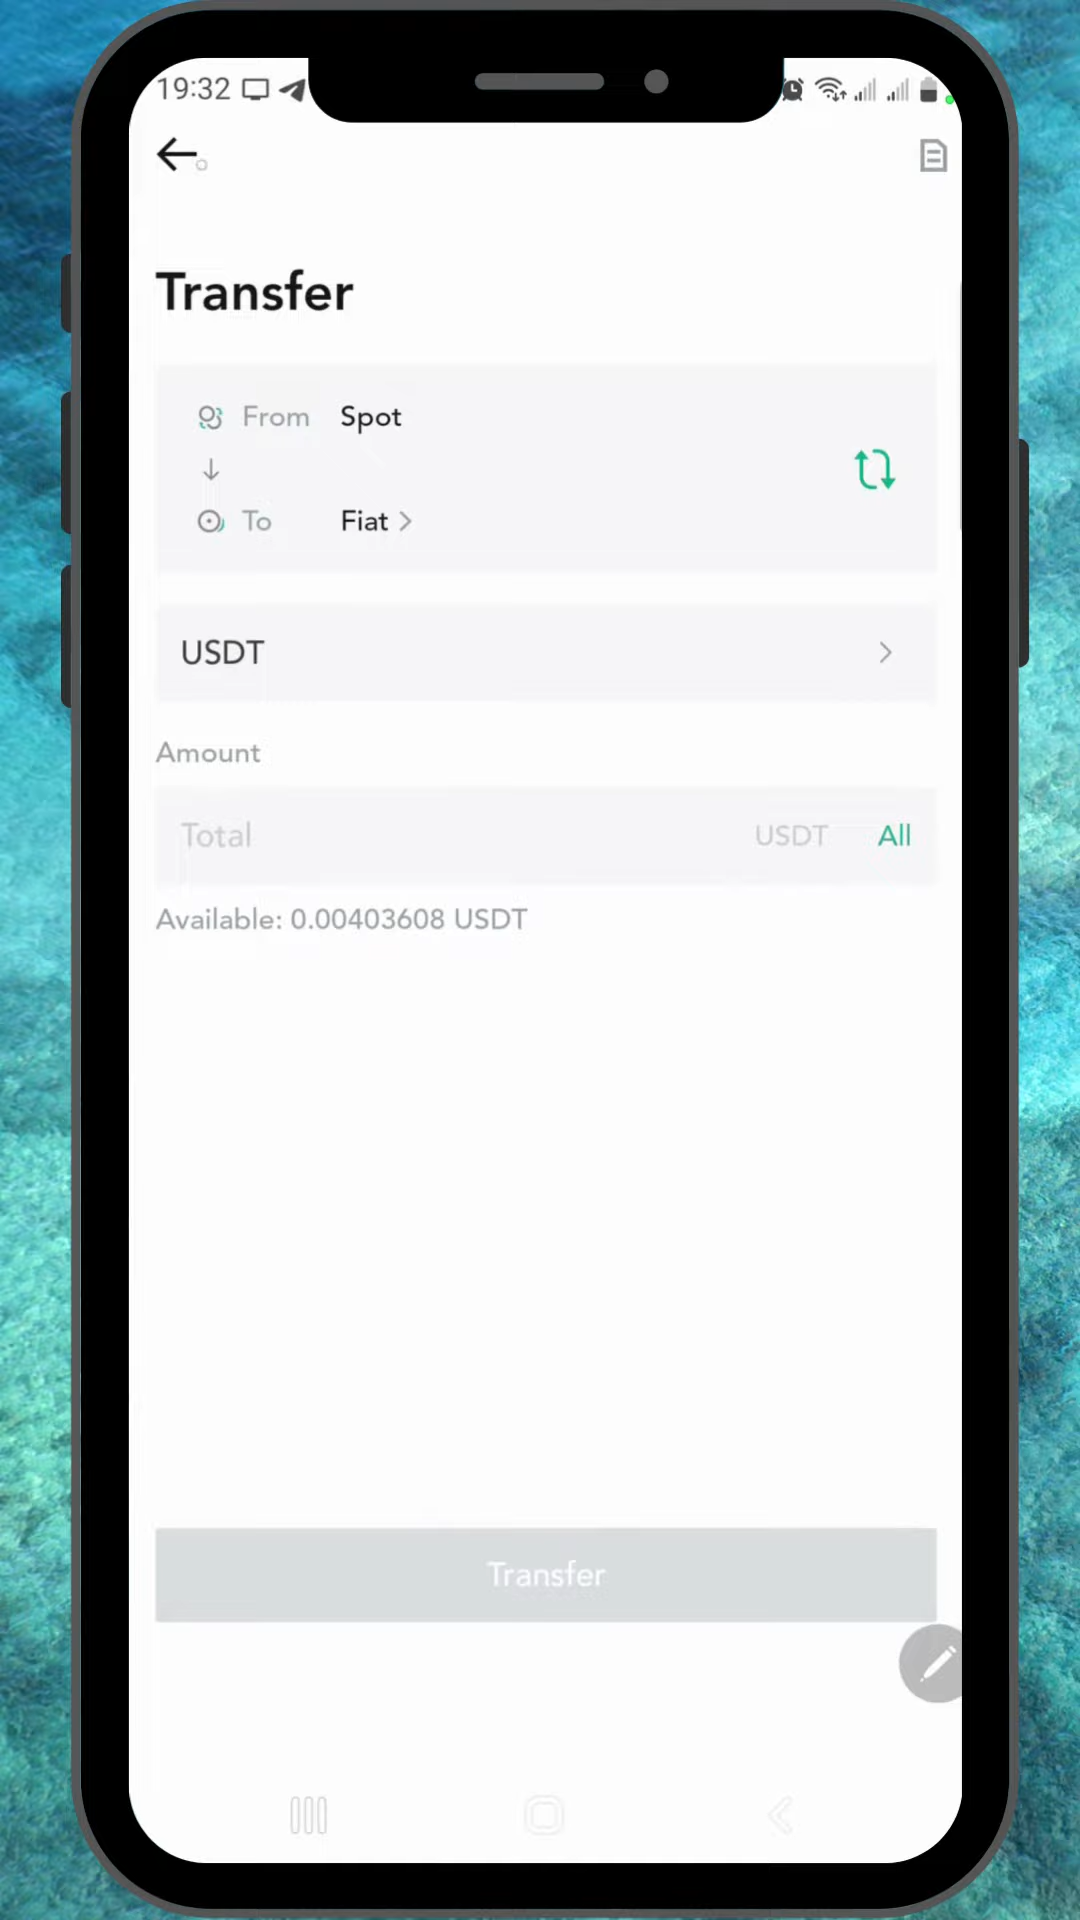 19:32
Transfer
From Spot
To Fiat
USDT
Amount
Total USDT All
Available: 0.00403608 USDT
Transfer